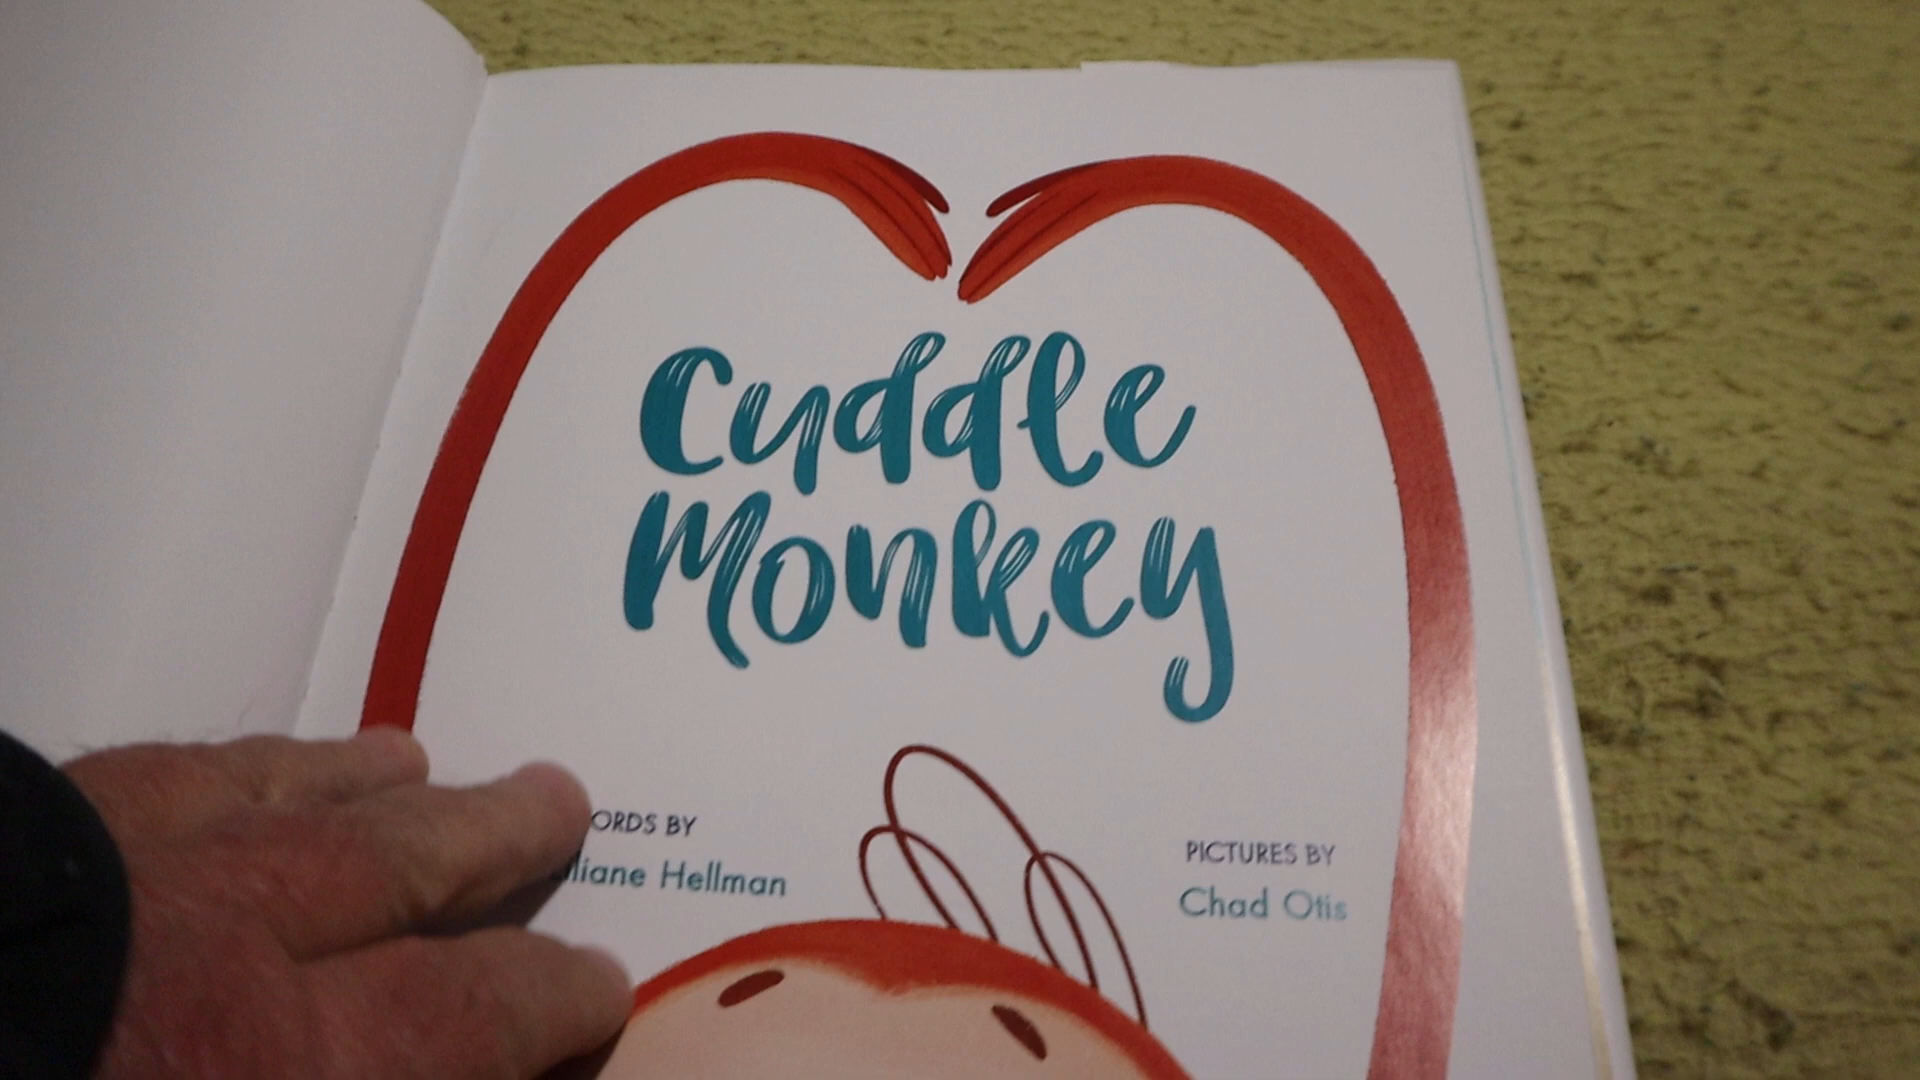 Cuddle
Monkey
ORDS BY
liane Hellman
PICTURES BY
Chad Otis